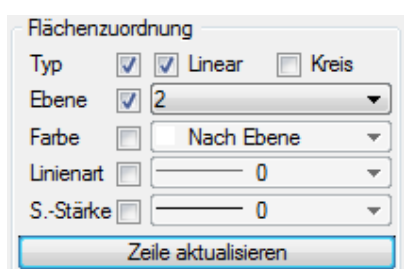 Flächenzuordnung
Typ Linear Kreis
Ebene 2
Farbe Nach Ebene
Linienart 0
S.-Stärke 0
Zeile aktualisieren